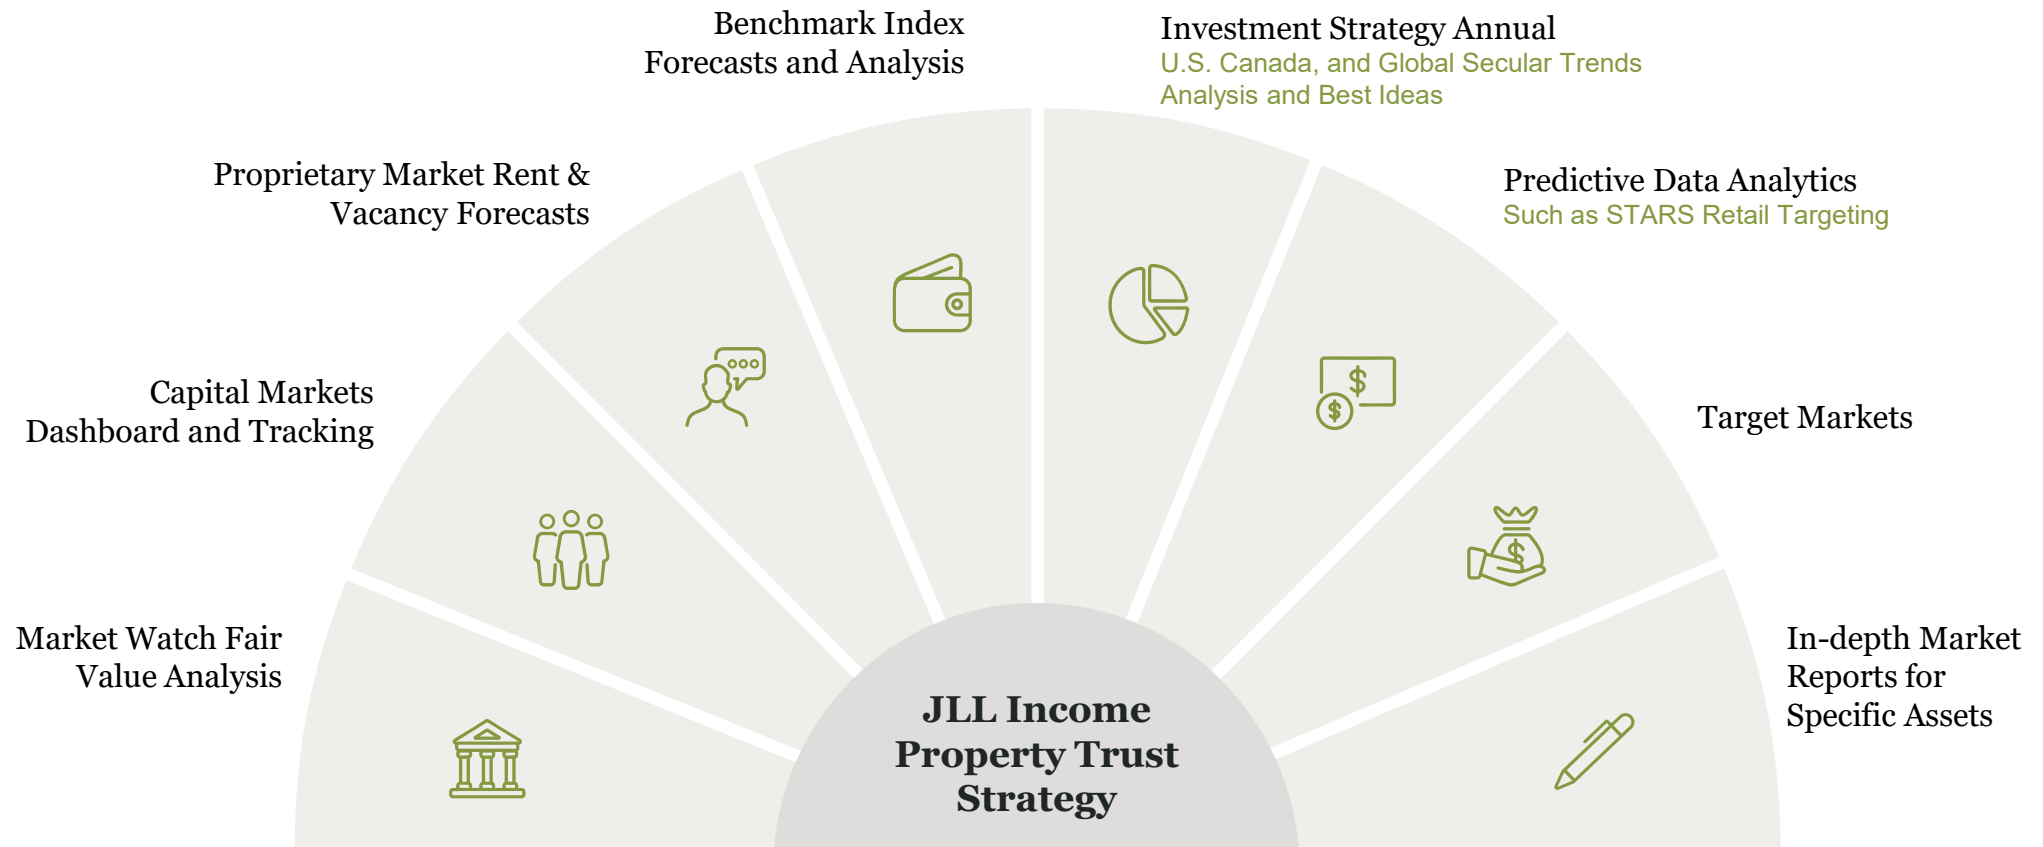 Benchmark Index
Forecasts and Analysis
Investment Strategy Annual
U.S. Canada, and Global Secular Trends
Analysis and Best Ideas
Proprietary Market Rent &
Vacancy Forecasts
Predictive Data Analytics
Such as STARS Retail Targeting
Capital Markets
Dashboard and Tracking
Target Markets
Market Watch Fair
Value Analysis
In-depth Market
Reports for
Specific Assets
JLL Income
Property Trust
Strategy